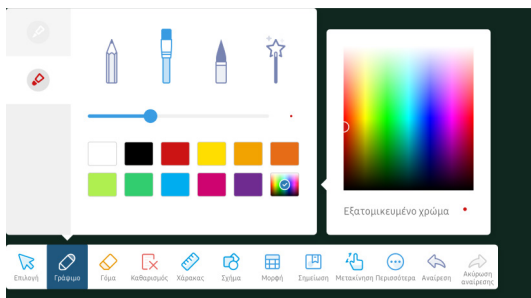 Εξατομικευμένο χρώμα
Επιλογή
Γράψιμο
Γόμα
Καθαρισμός
Χάρακας
Σχήμα
Μορφή
Σημείωση
Μετακίνηση
Περισσότερα
Αναίρεση
Ακύρωση
αναίρεσης